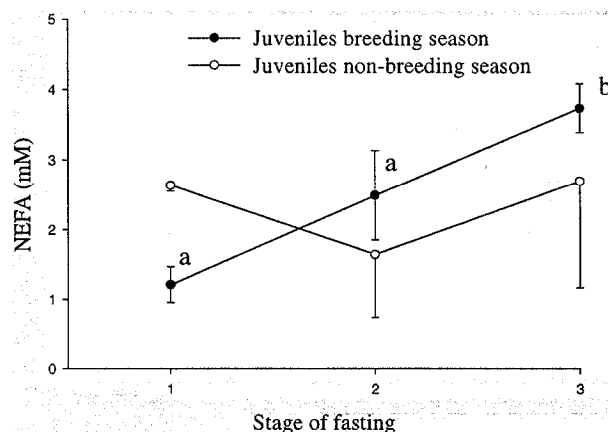 5
Juveniles breeding season
Juveniles non-breeding season
4
b
3
a
NEFA (mM)
2
a
1
0
1 2 3
Stage of fasting